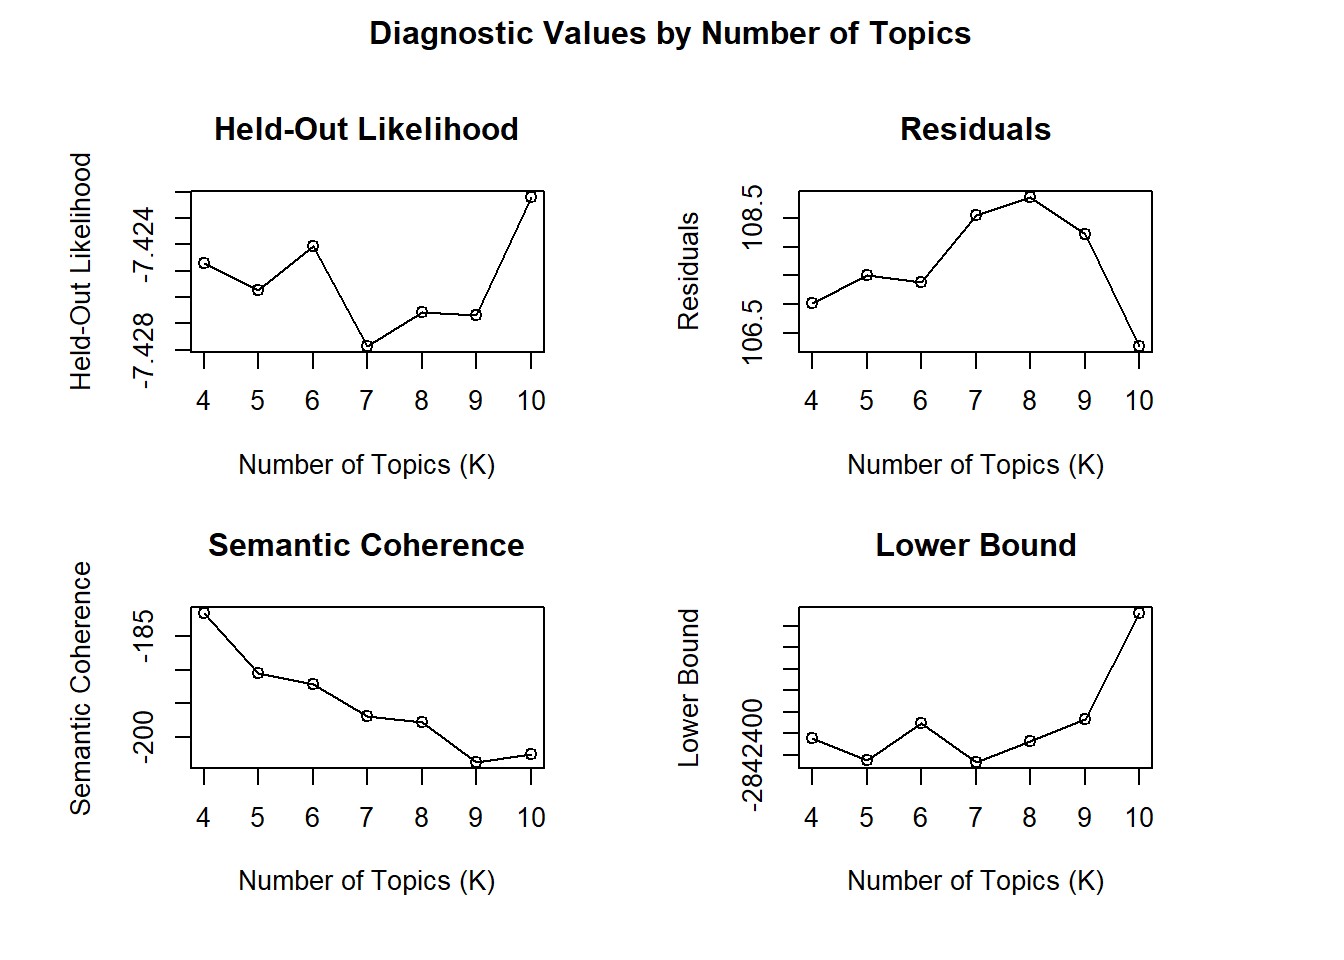 Diagnostic Values by Number of Topics
Held-Out Likelihood
Held-Out Likelihood
-7.424
-7.428
4 5 6 7 8 9 10
Number of Topics (K)
Residuals
Residuals
108.5
106.5
4 5 6 7 8 9 10
Number of Topics (K)
Semantic Coherence
Semantic Coherence
-185
-200
4 5 6 7 8 9 10
Number of Topics (K)
Lower Bound
Lower Bound
-2842400
4 5 6 7 8 9 10
Number of Topics (K)